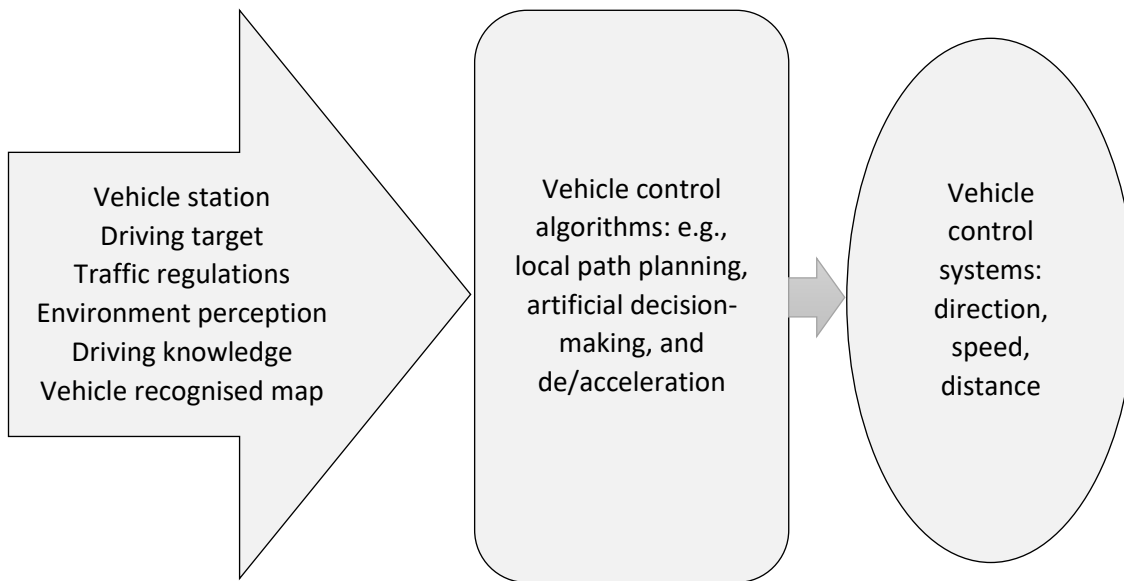 Vehicle station
Driving target
Traffic regulations
Environment perception
Driving knowledge
Vehicle recognised map
Vehicle control
algorithms: e.g.,
local path planning,
artificial decision-
making, and
de/acceleration
Vehicle
control
systems:
direction,
speed,
distance